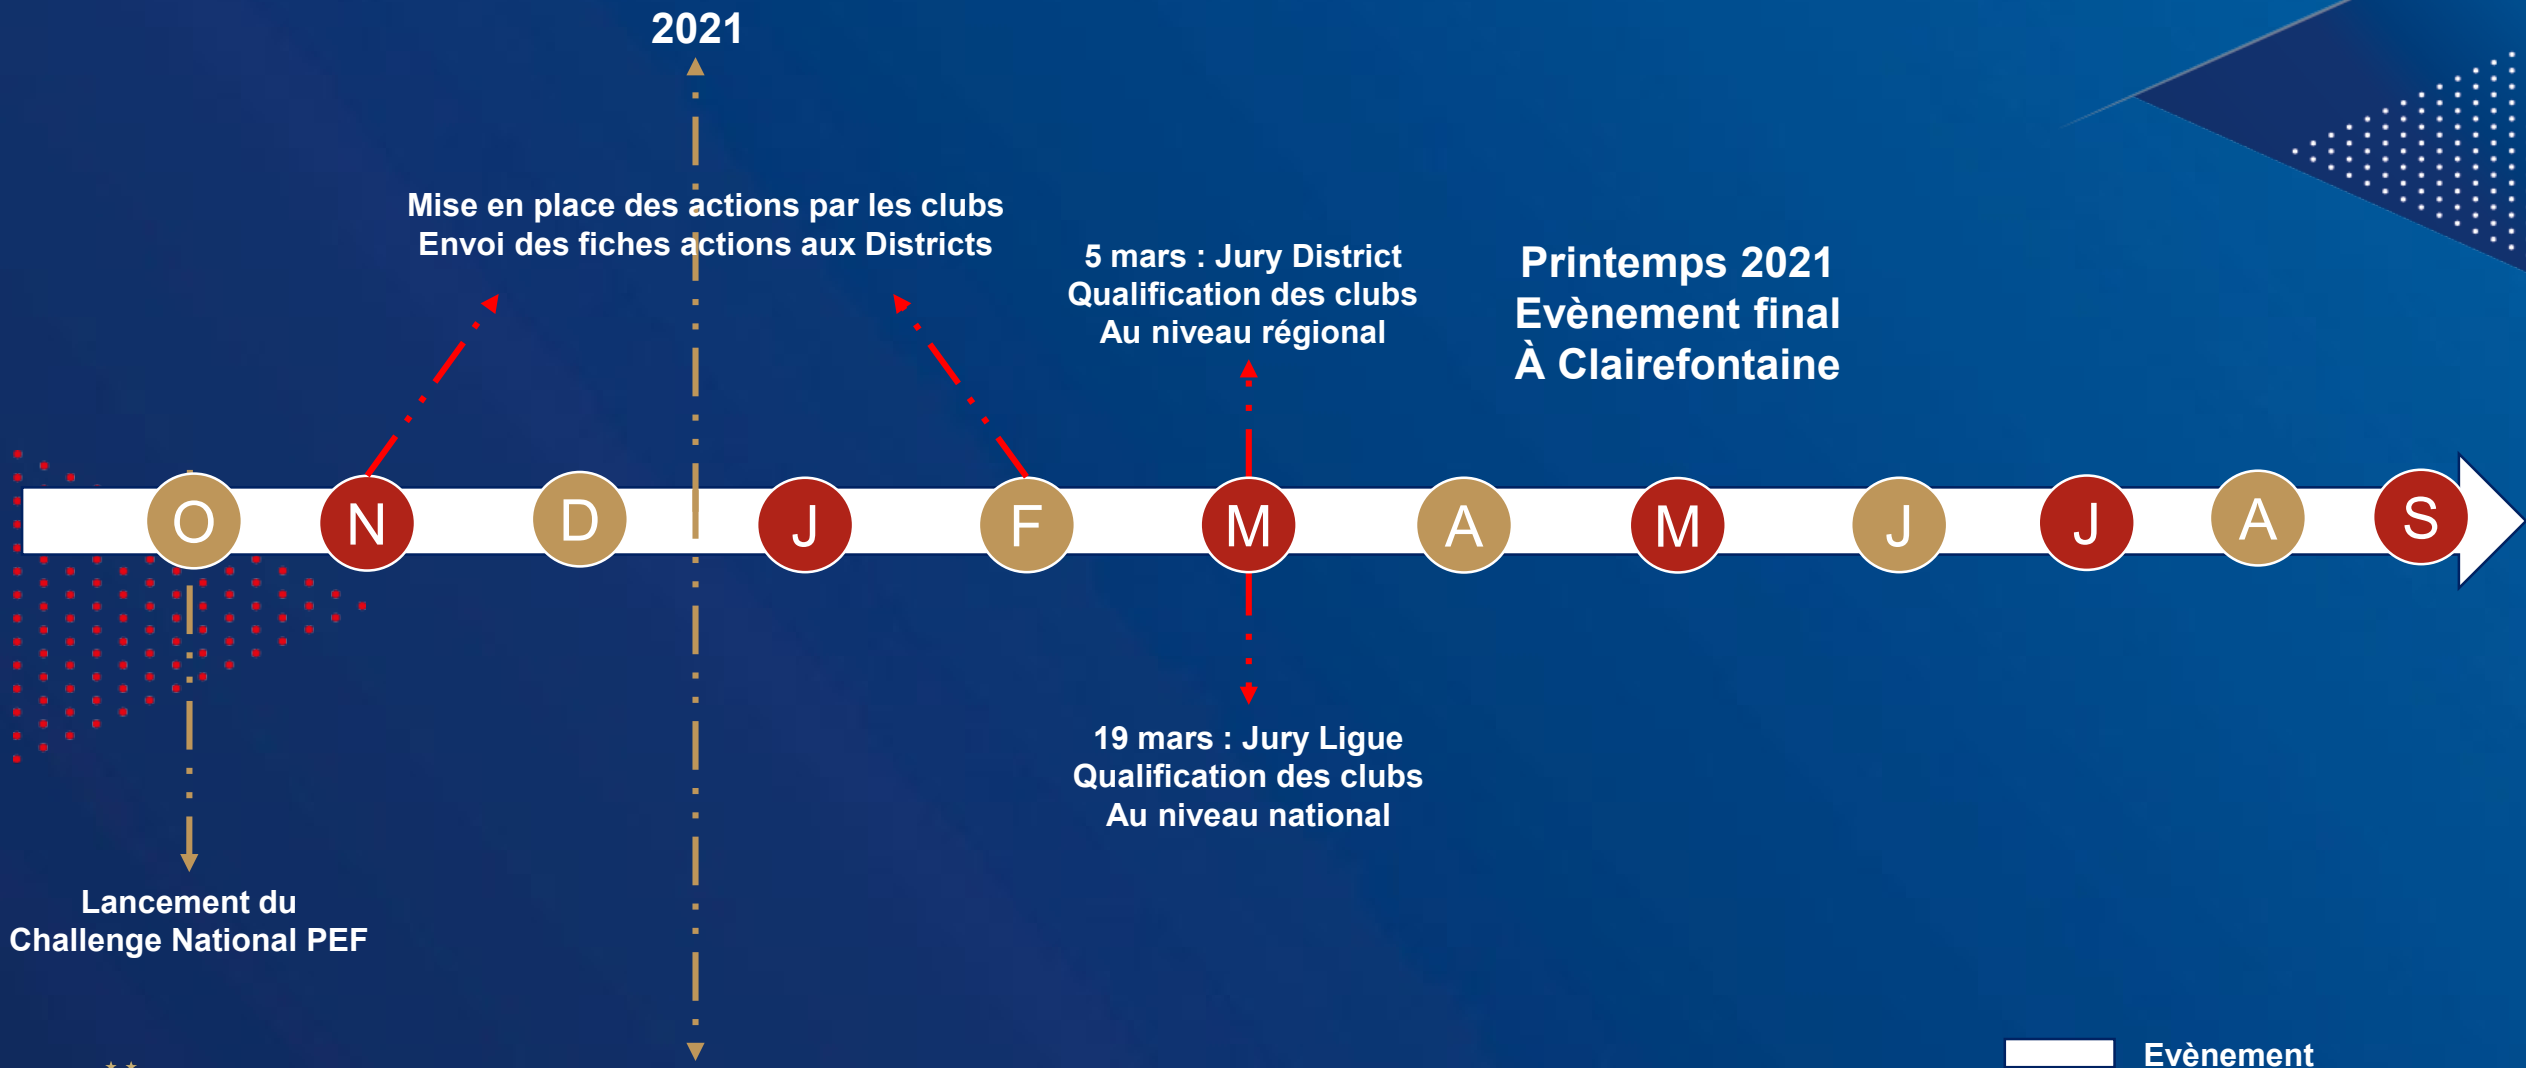 2021
Mise en place des actions par les clubs
Envoi des fiches actions aux Districts
5 mars : Jury District
Qualification des clubs
Au niveau régional
Printemps 2021
Evènement final
À Clairefontaine
O N D J F M A M J J A S
19 mars : Jury Ligue
Qualification des clubs
Au niveau national
Lancement du
Challenge National PEF
Evènement